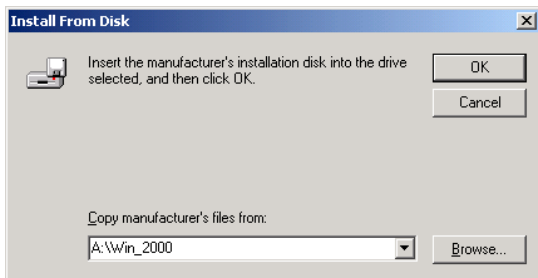 Install From Disk
Insert the manufacturer's installation disk into the drive
selected, and then click OK.
OK
Cancel
Copy manufacturer's files from:
A:\Win_2000
Browse...